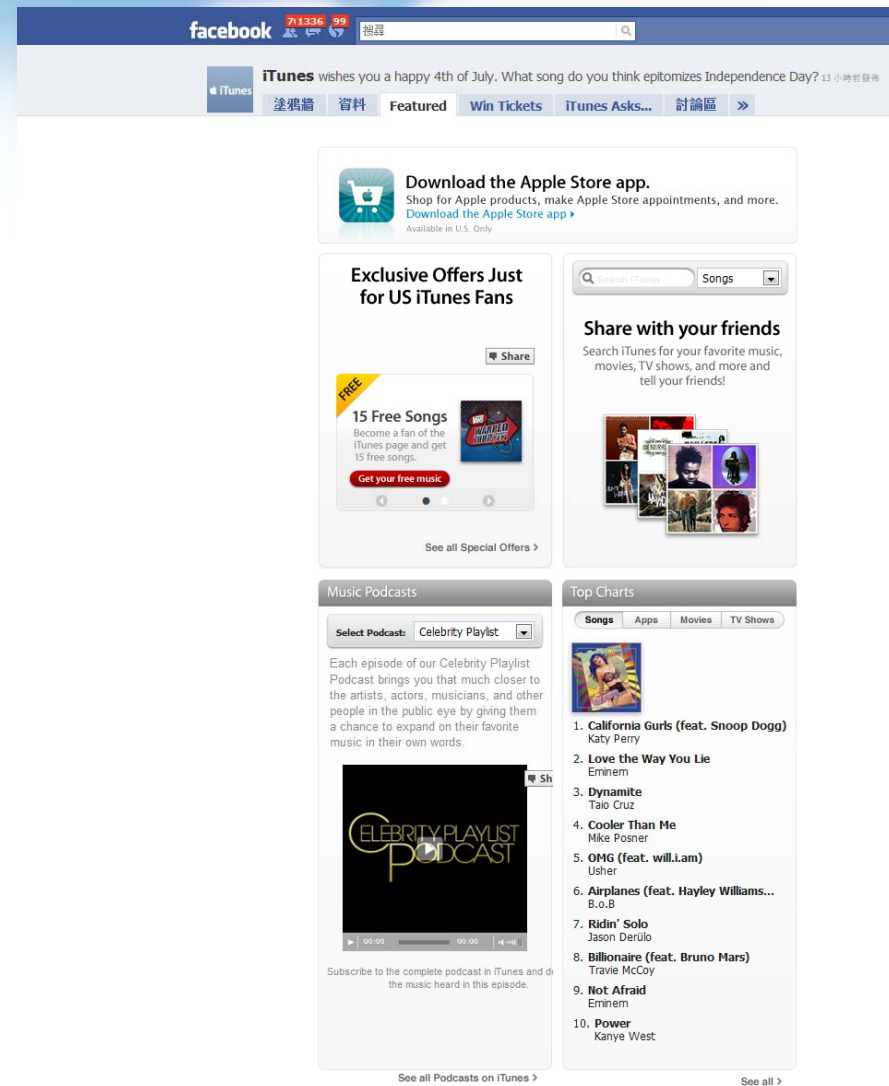 facebook
搜尋
iTunes
iTunes wishes you a happy 4th of July. What song do you think epitomizes Independence Day? 13 小時前發佈
塗鴉牆 資料 Featured Win Tickets iTunes Asks... 討論區 »
Download the Apple Store app.
Shop for Apple products, make Apple Store appointments, and more.
Download the Apple Store app
Available in U.S. Only
Exclusive Offers Just
for US iTunes Fans
Share
FREE
15 Free Songs
Become a fan of the
iTunes page and get
15 free songs.
Get your free music
See all Special Offers >
Search iTunes Songs
Share with your friends
Search iTunes for your favorite music,
movies, TV shows, and more and
tell your friends!
Music Podcasts
Select Podcast: Celebrity Playlist
Each episode of our Celebrity Playlist
Podcast brings you that much closer to
the artists, actors, musicians, and other
people in the public eye by giving them
a chance to expand on their favorite
music in their own words.
Sh
CELEBRITY PLAYLIST
PODCAST
00:00 00:00
Subscribe to the complete podcast in iTunes and d
the music heard in this episode.
See all Podcasts on iTunes >
Top Charts
Songs Apps Movies TV Shows
1. California Gurls (feat. Snoop Dogg)
Katy Perry
2. Love the Way You Lie
Eminem
3. Dynamite
Taio Cruz
4. Cooler Than Me
Mike Posner
5. OMG (feat. will.i.am)
Usher
6. Airplanes (feat. Hayley Williams...
B.o.B
7. Ridin' Solo
Jason Derülo
8. Billionaire (feat. Bruno Mars)
Travie McCoy
9. Not Afraid
Eminem
10. Power
Kanye West
See all >